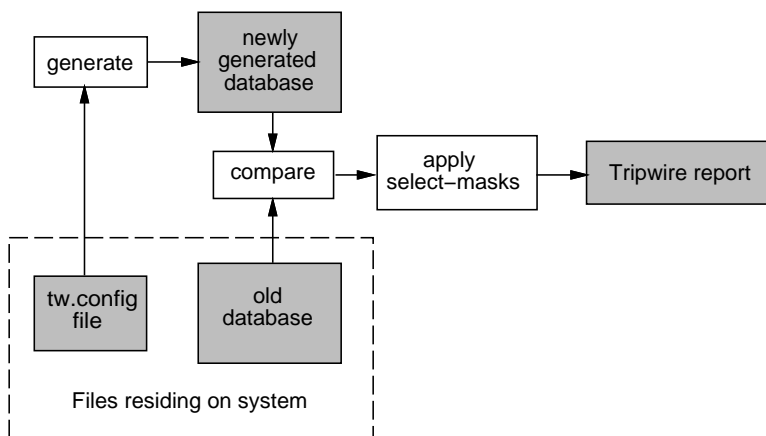 newly
generated
database
generate
compare
apply
select−masks
Tripwire report
tw.config
file
old
database
Files residing on system